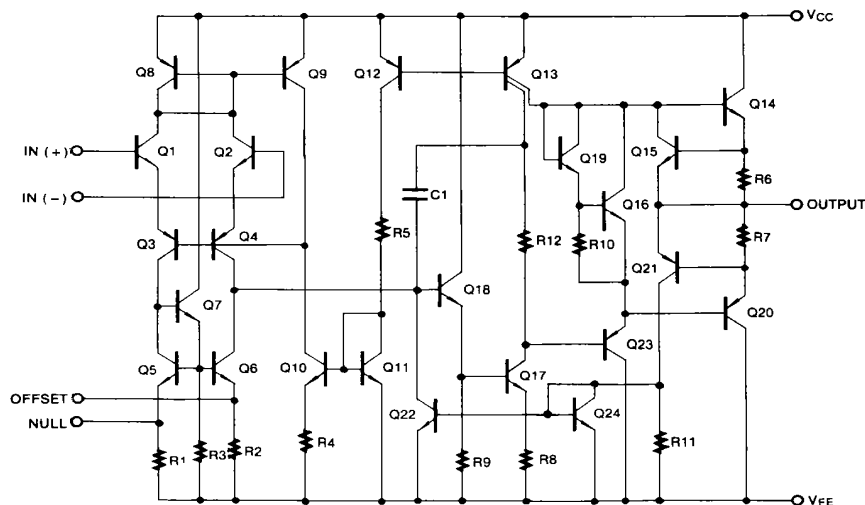 VCC
Q8
Q9
Q12
Q13
Q14
IN (+)
Q1
Q2
Q19
Q15
IN (-)
C1
Q16
R6
OUTPUT
Q3
Q4
R5
R12
R10
R7
Q21
Q7
Q18
Q20
Q5
Q6
Q10
Q11
Q17
Q23
OFFSET
NULL
Q22
Q24
R1
R3
R2
R4
R9
R8
R11
VEE